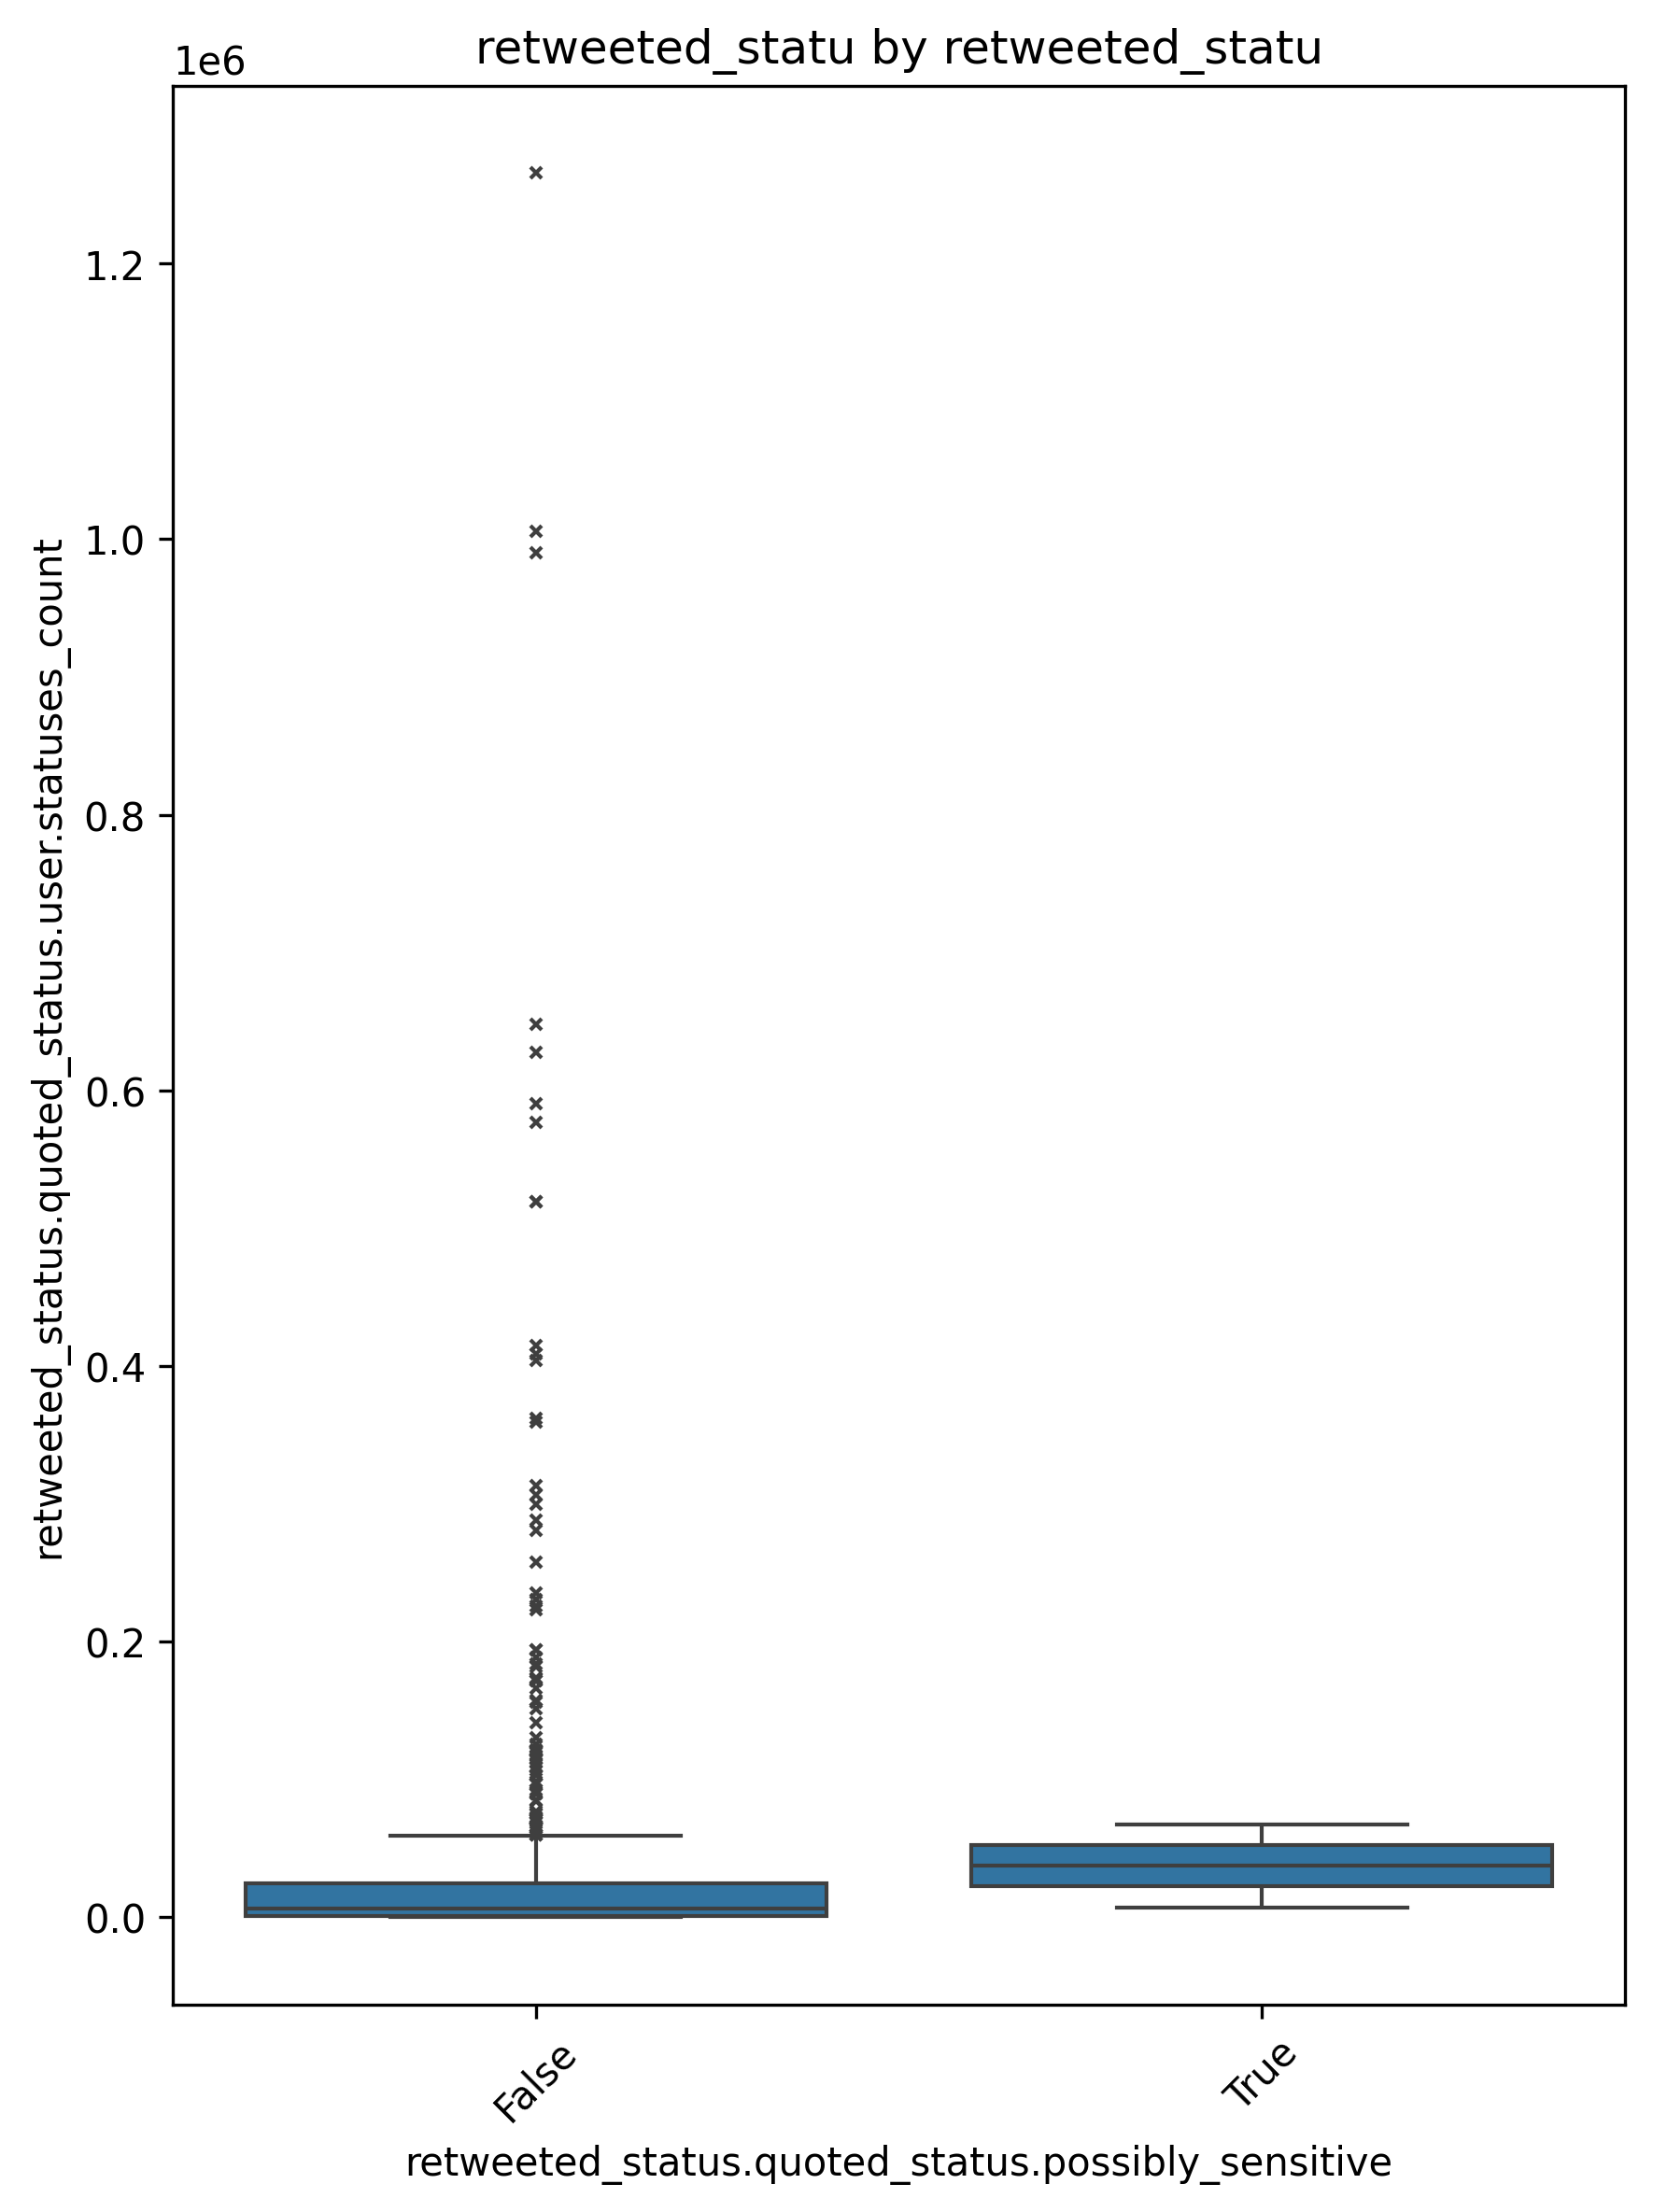 retweeted_statu by retweeted_statu
1e6
1.2
1.0
0.8
0.6
0.4
0.2
0.0
retweeted_status.quoted_status.user.statuses_count
False
True
retweeted_status.quoted_status.possibly_sensitive